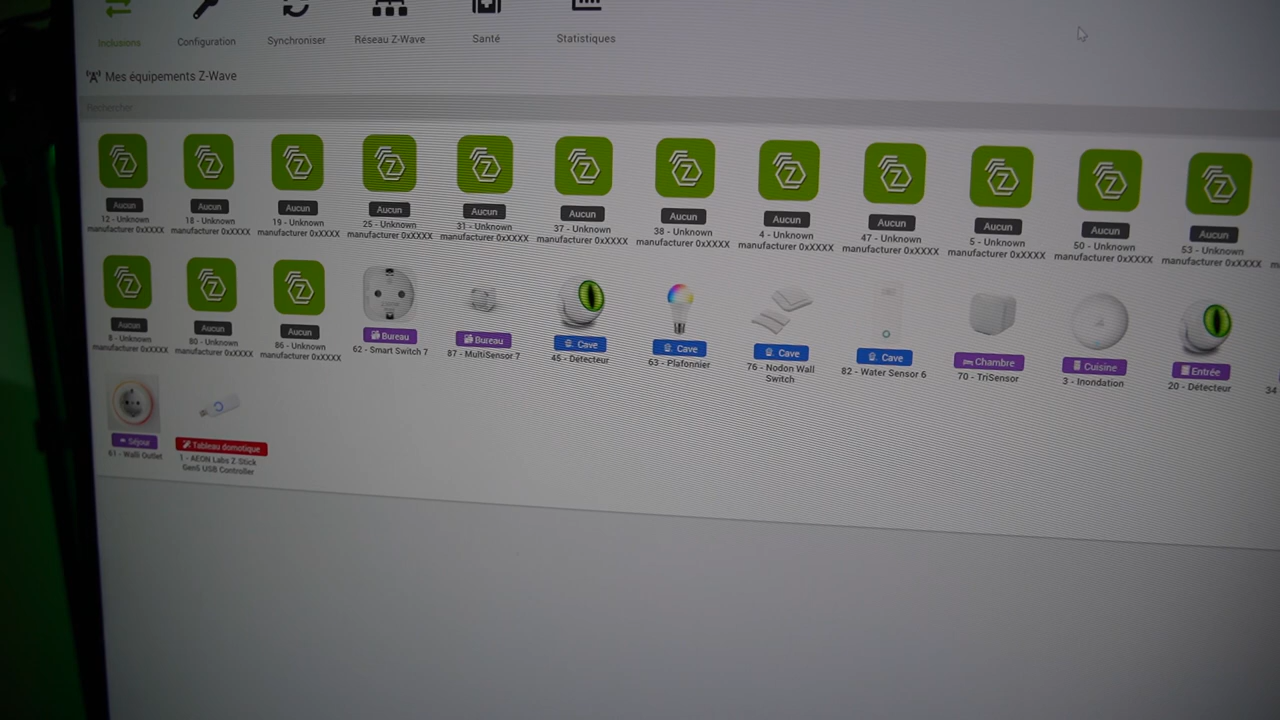 Inclusions
Configuration
Synchroniser
Réseau Z-Wave
Santé
Statistiques
Mes équipements Z-Wave
Rechercher
Aucun
12 - Unknown
manufacturer 0xXXXX
Aucun
18 - Unknown
manufacturer 0xXXXX
Aucun
19 - Unknown
manufacturer 0xXXXX
Aucun
25 - Unknown
manufacturer 0xXXXX
Aucun
31 - Unknown
manufacturer 0xXXXX
Aucun
37 - Unknown
manufacturer 0xXXXX
Aucun
38 - Unknown
manufacturer 0xXXXX
Aucun
4 - Unknown
manufacturer 0xXXXX
Aucun
47 - Unknown
manufacturer 0xXXXX
Aucun
5 - Unknown
manufacturer 0xXXXX
Aucun
50 - Unknown
manufacturer 0xXXXX
Aucun
53 - Unknown
manufacturer 0xXXXX
Aucun
8 - Unknown
manufacturer 0xXXXX
Aucun
80 - Unknown
manufacturer 0xXXXX
Aucun
86 - Unknown
manufacturer 0xXXXX
Bureau
62 - Smart Switch 7
Bureau
87 - MultiSensor 7
Cave
45 - Détecteur
Cave
63 - Plafonnier
Cave
76 - Nodon Wall
Switch
Cave
82 - Water Sensor 6
Chambre
70 - TriSensor
Cuisine
3 - Inondation
Entrée
20 - Détecteur
34
Séjour
61 - Walli Outlet
Tableau domotique
1 - AEON Labs Z-Stick
Gen5 USB Controller